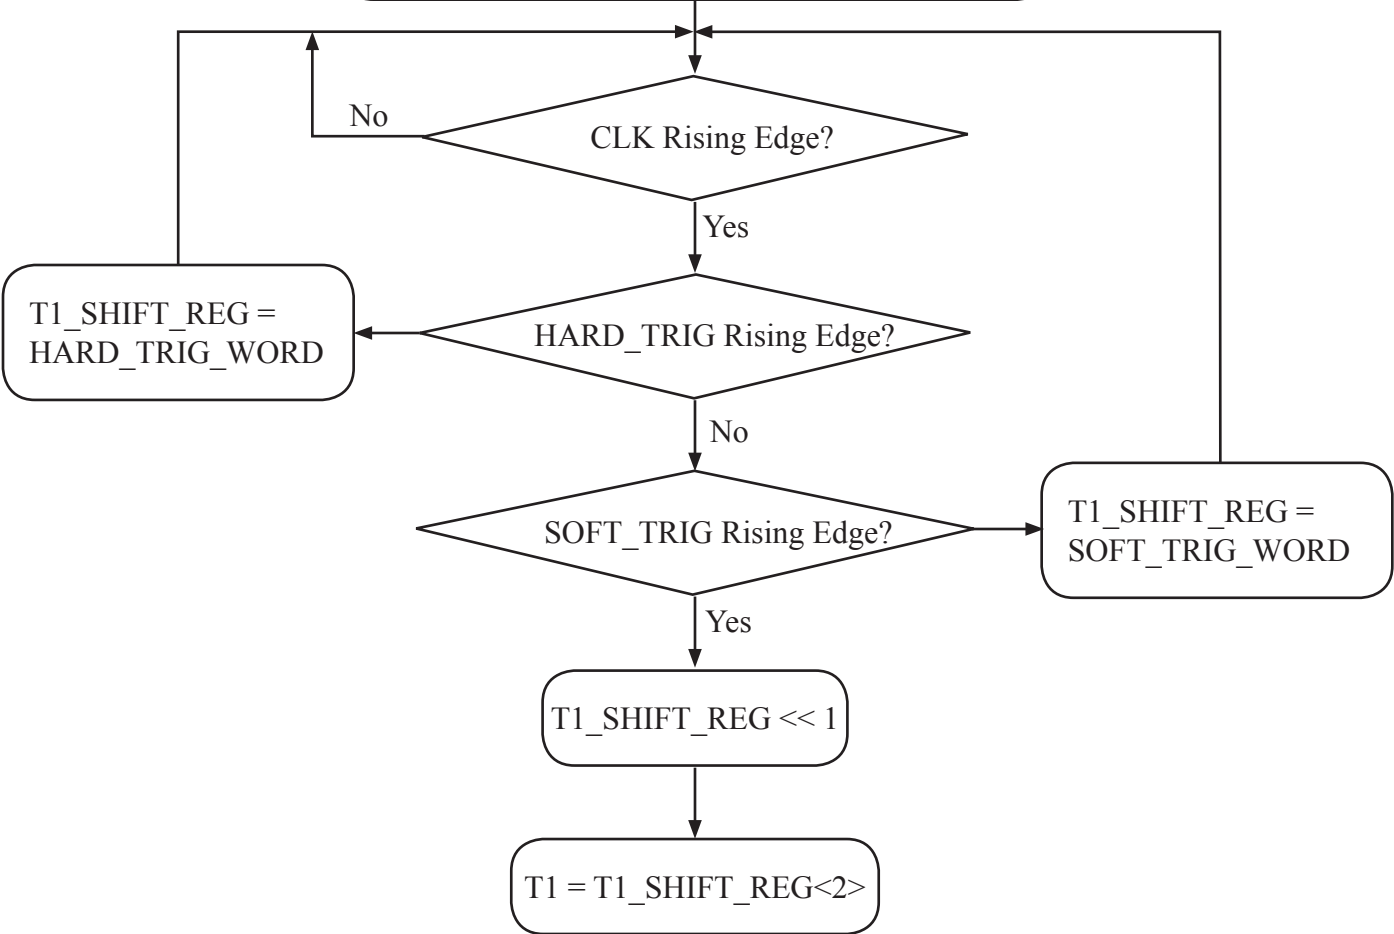 No
CLK Rising Edge?
Yes
T1_SHIFT_REG =
HARD_TRIG_WORD
HARD_TRIG Rising Edge?
No
SOFT_TRIG Rising Edge?
T1_SHIFT_REG =
SOFT_TRIG_WORD
Yes
T1_SHIFT_REG << 1
T1 = T1_SHIFT_REG<2>